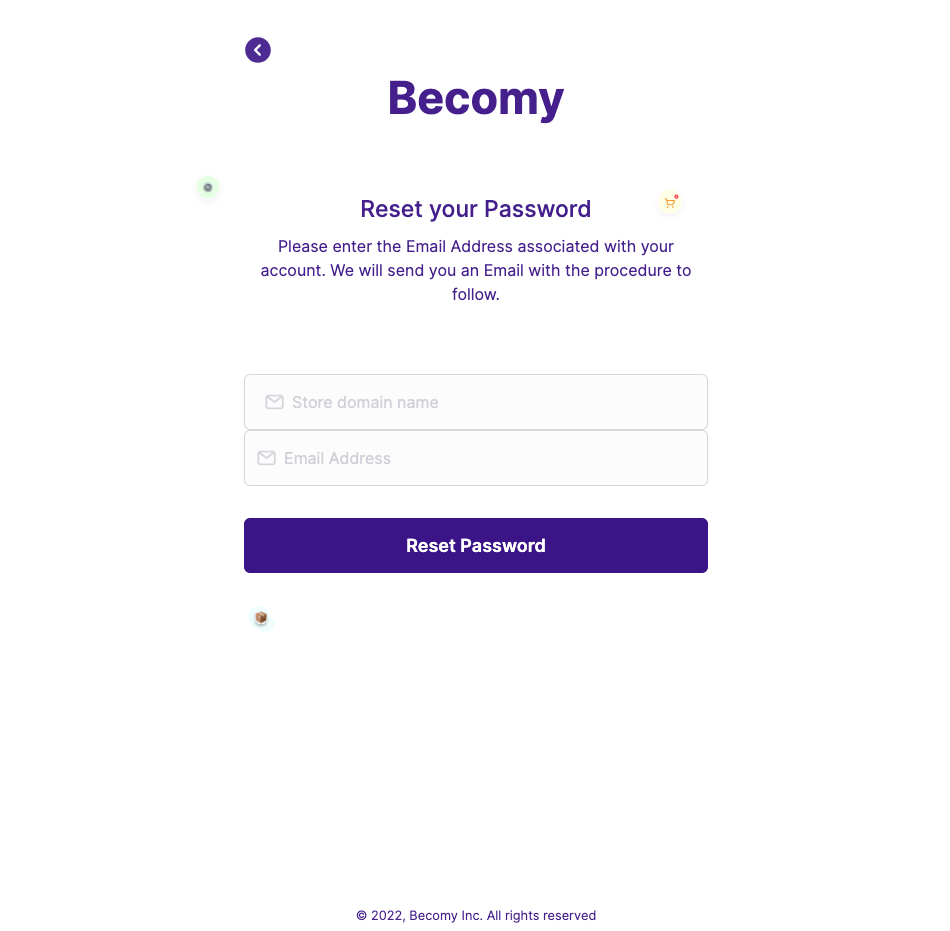 Becomy
Reset your Password
Please enter the Email Address associated with your
account. We will send you an Email with the procedure to
follow.
Store domain name
Email Address
Reset Password
© 2022, Becomy Inc. All rights reserved